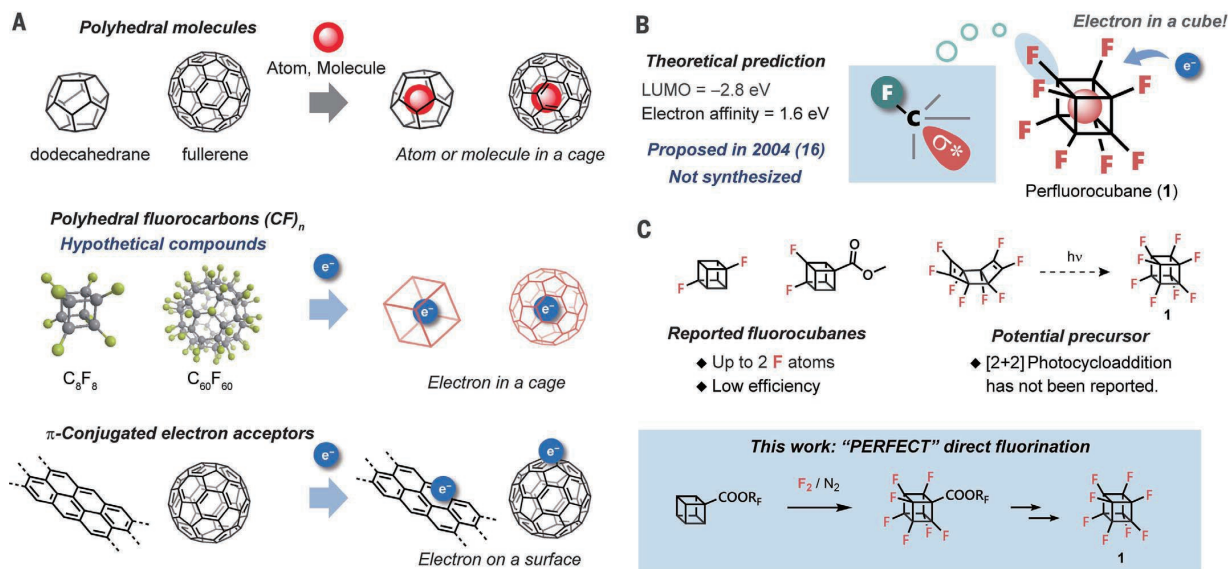 A
Polyhedral molecules
Atom, Molecule
dodecahedrane
fullerene
Atom or molecule in a cage
Polyhedral fluorocarbons (CF)n
Hypothetical compounds
e⁻
e⁻
e⁻
C₈F₈
C₆₀F₆₀
Electron in a cage
π-Conjugated electron acceptors
e⁻
e⁻
e⁻
Electron on a surface
B
Electron in a cube!
Theoretical prediction
LUMO = –2.8 eV
Electron affinity = 1.6 eV
Proposed in 2004 (16)
Not synthesized
F
C
σ*
e⁻
F
F
F
F
F
F
F
F
Perfluorocubane (1)
C
F
F
F
F
O
O
F
F
F
F
F
F
F
F
hν
F
F
F
F
F
F
F
F
1
Reported fluorocubanes
◆ Up to 2 F atoms
◆ Low efficiency
Potential precursor
◆ [2+2] Photocycloaddition
has not been reported.
This work: “PERFECT” direct fluorination
COORF
F₂ / N₂
F
F
F
F
F
F
F
COORF
F
F
F
F
F
F
F
F
1